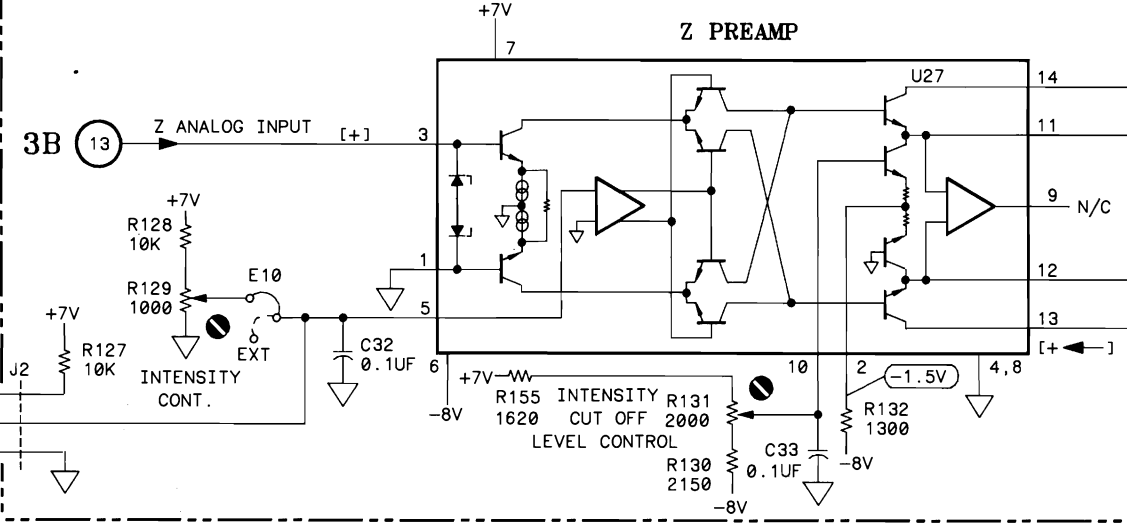 +7V
7
Z PREAMP
U27
14
3B
13
Z ANALOG INPUT
[+]
3
11
+7V
R128
10K
9
N/C
1
E10
R129
1000
12
+7V
5
13
EXT
C32
0.1UF
[+ ]
R127
10K
J2
INTENSITY
CONT.
6
10
2
4,8
+7V
-1.5V
-8V
R155
1620
INTENSITY
CUT OFF
LEVEL CONTROL
R131
2000
R132
1300
C33
0.1UF
-8V
R130
2150
-8V